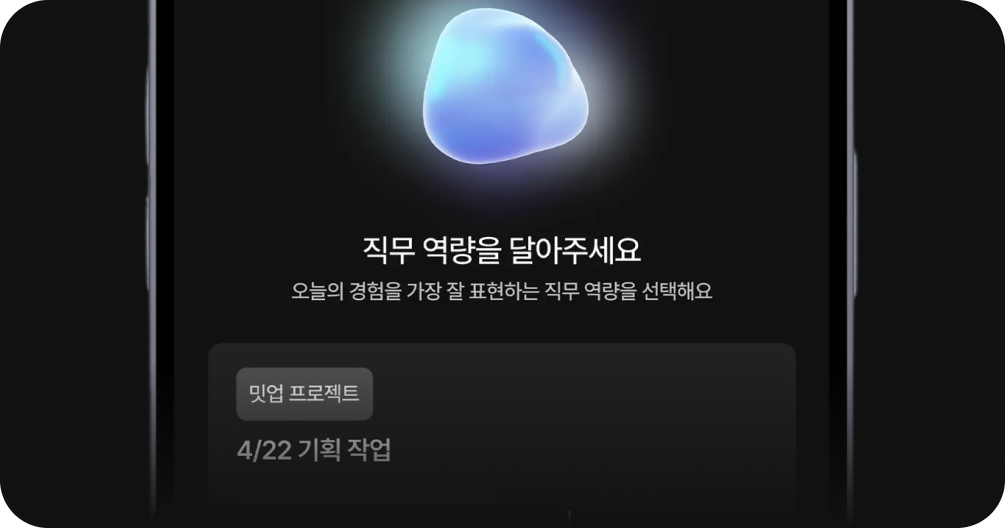 직무 역량을 달아주세요
오늘의 경험을 가장 잘 표현하는 직무 역량을 선택해요
밋업 프로젝트
4/22 기획 작업